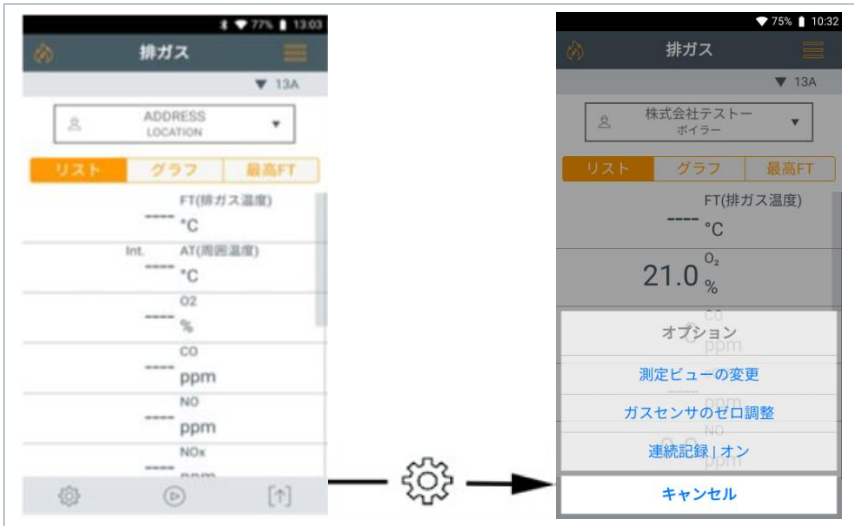 77% 13:03
排ガス
▼ 13A
ADDRESS
LOCATION
▼
リスト グラフ 最高FT
FT(排ガス温度)
---- °C
Int. AT(周囲温度)
---- °C
O2
---- %
CO
---- ppm
NO
---- ppm
NOx
----
75% 10:32
排ガス
▼ 13A
株式会社テストー
ボイラー
▼
リスト グラフ 最高FT
FT(排ガス温度)
---- °C
O₂
21.0 %
CO
オプション
ppm
測定ビューの変更
ppm
ガスセンサのゼロ調整
NO
連続記録 | オン
ppm
キャンセル